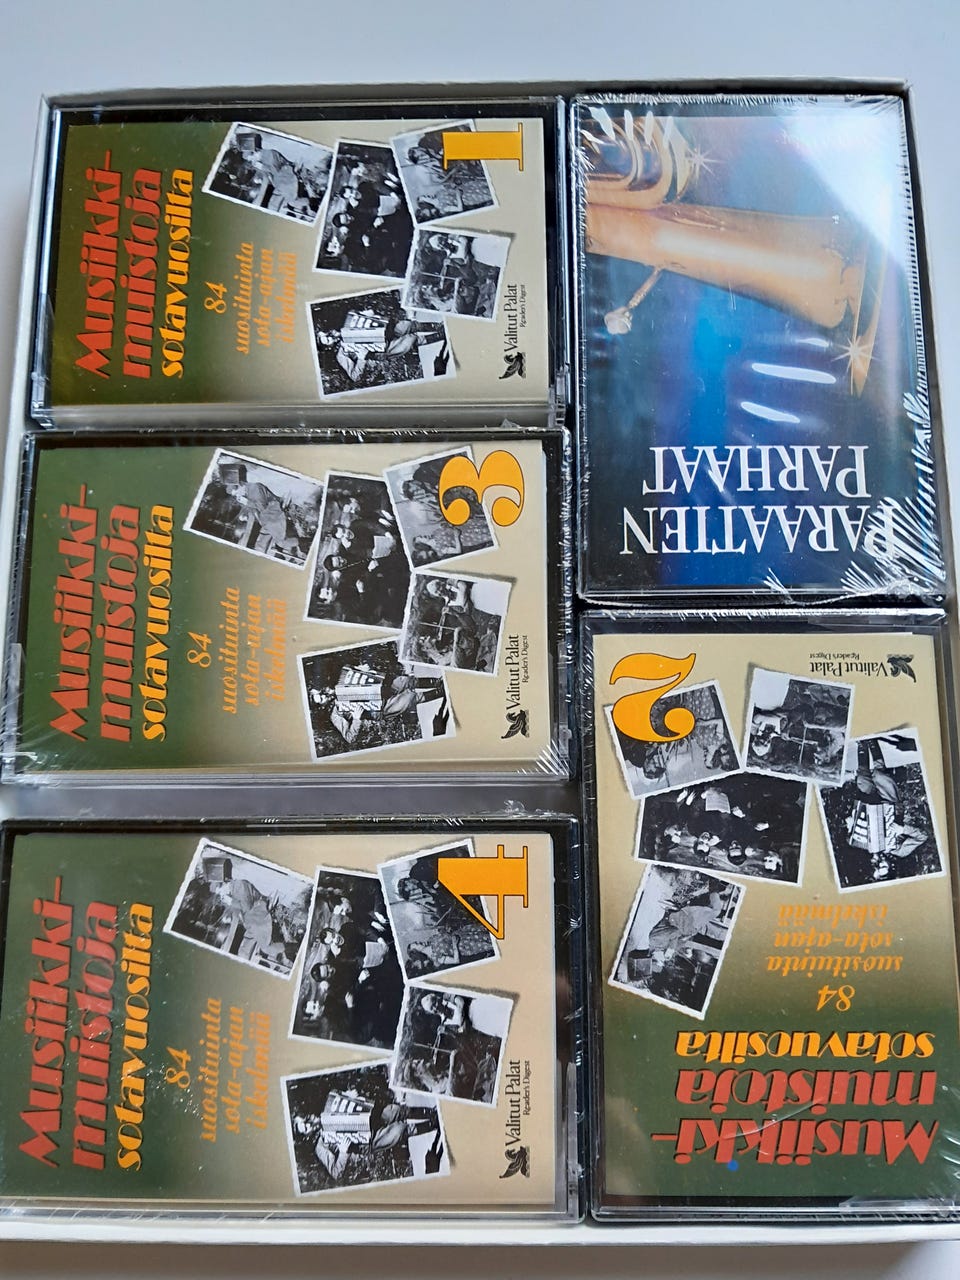 Musiikki-
muistoja
sotavuosilta
84
suosituinta
sota-ajan
iskelmää
1
Valitut Palat
Reader's Digest
PARAATIEN
PARHAAT
Musiikki-
muistoja
sotavuosilta
84
suosituinta
sota-ajan
iskelmää
3
Valitut Palat
Reader's Digest
Musiikki-
muistoja
sotavuosilta
84
suosituinta
sota-ajan
iskelmää
2
Valitut Palat
Reader's Digest
Musiikki-
muistoja
sotavuosilta
84
suosituinta
sota-ajan
iskelmää
4
Valitut Palat
Reader's Digest